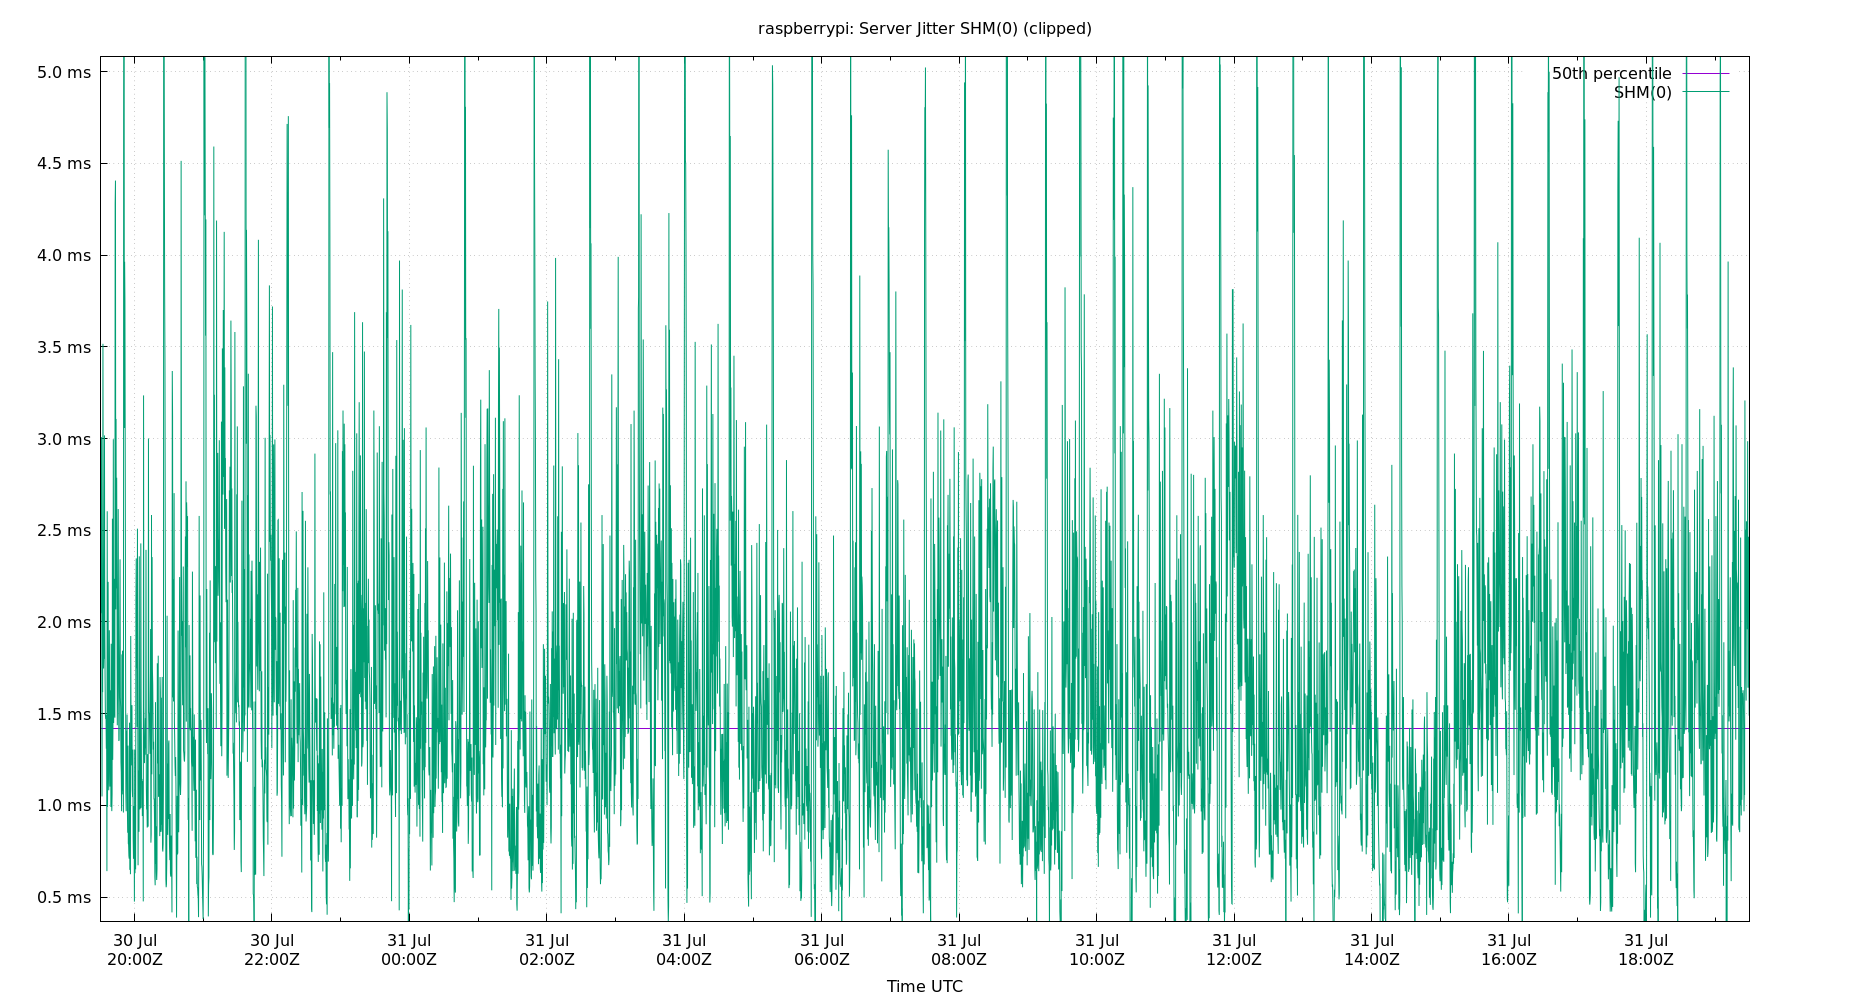 raspberrypi: Server Jitter SHM(0) (clipped)
50th percentile
SHM(0)
5.0 ms
4.5 ms
4.0 ms
3.5 ms
3.0 ms
2.5 ms
2.0 ms
1.5 ms
1.0 ms
0.5 ms
30 Jul 30 Jul 31 Jul 31 Jul 31 Jul 31 Jul 31 Jul 31 Jul 31 Jul 31 Jul 31 Jul 31 Jul
20:00Z 22:00Z 00:00Z 02:00Z 04:00Z 06:00Z 08:00Z 10:00Z 12:00Z 14:00Z 16:00Z 18:00Z
Time UTC